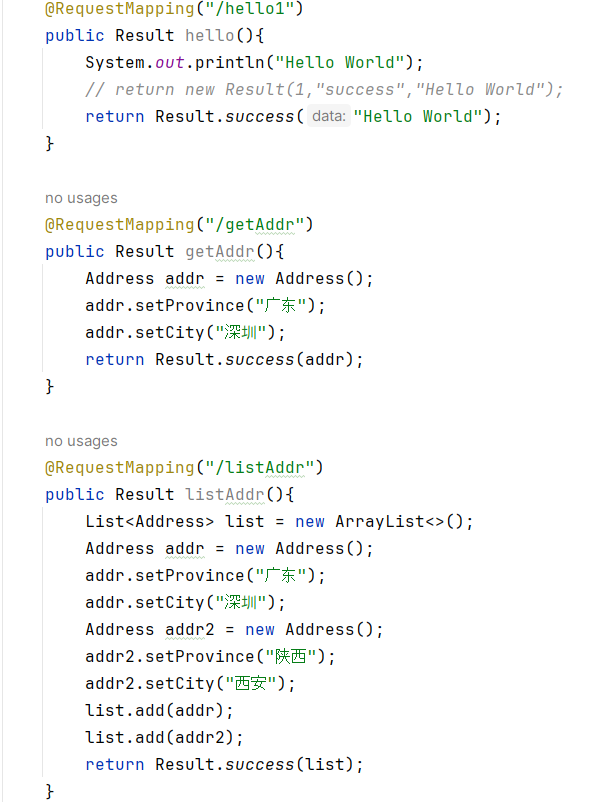 @RequestMapping("/hello1")
public Result hello(){
System.out.println("Hello World");
// return new Result(1,"success","Hello World");
return Result.success( data: "Hello World");
}
no usages
@RequestMapping("/getAddr")
public Result getAddr(){
Address addr = new Address();
addr.setProvince("广东");
addr.setCity("深圳");
return Result.success(addr);
}
no usages
@RequestMapping("/listAddr")
public Result listAddr(){
List<Address> list = new ArrayList<>();
Address addr = new Address();
addr.setProvince("广东");
addr.setCity("深圳");
Address addr2 = new Address();
addr2.setProvince("陕西");
addr2.setCity("西安");
list.add(addr);
list.add(addr2);
return Result.success(list);
}